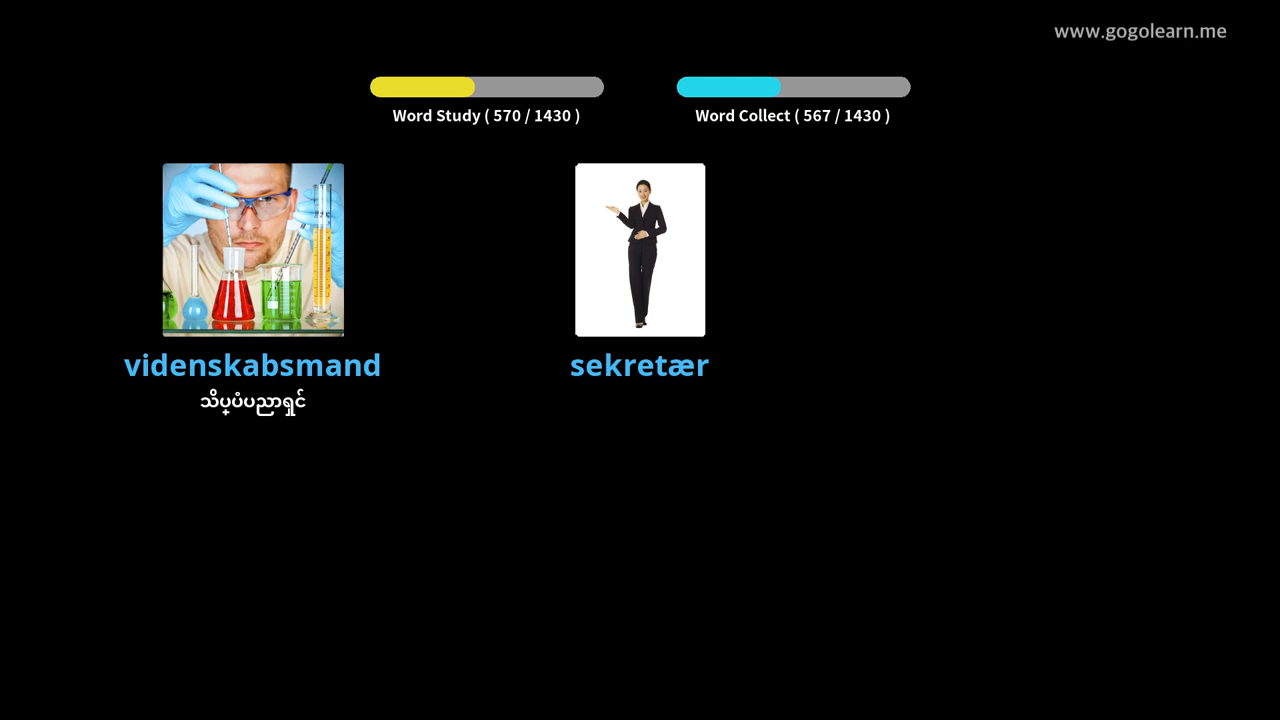 www.gogolearn.me
Word Study ( 570 / 1430 )
Word Collect ( 567 / 1430 )
videnskabsmand
သိပ္ပံပညာရှင်
sekretær